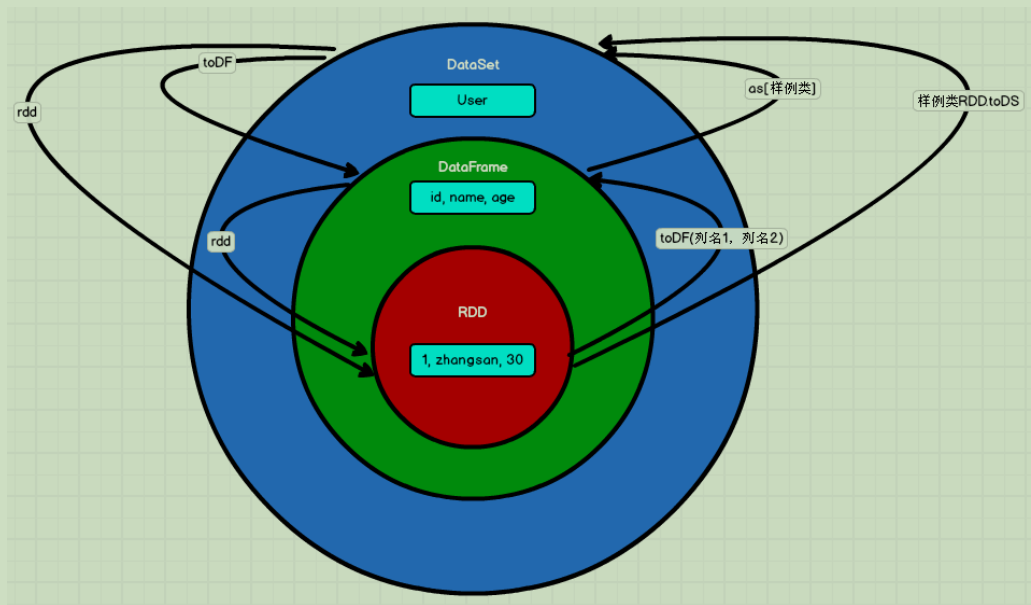 DataSet
toDF
User
as[样例类]
rdd
样例类RDD.toDS
DataFrame
id, name, age
rdd
toDF(列名1，列名2)
RDD
1, zhangsan, 30